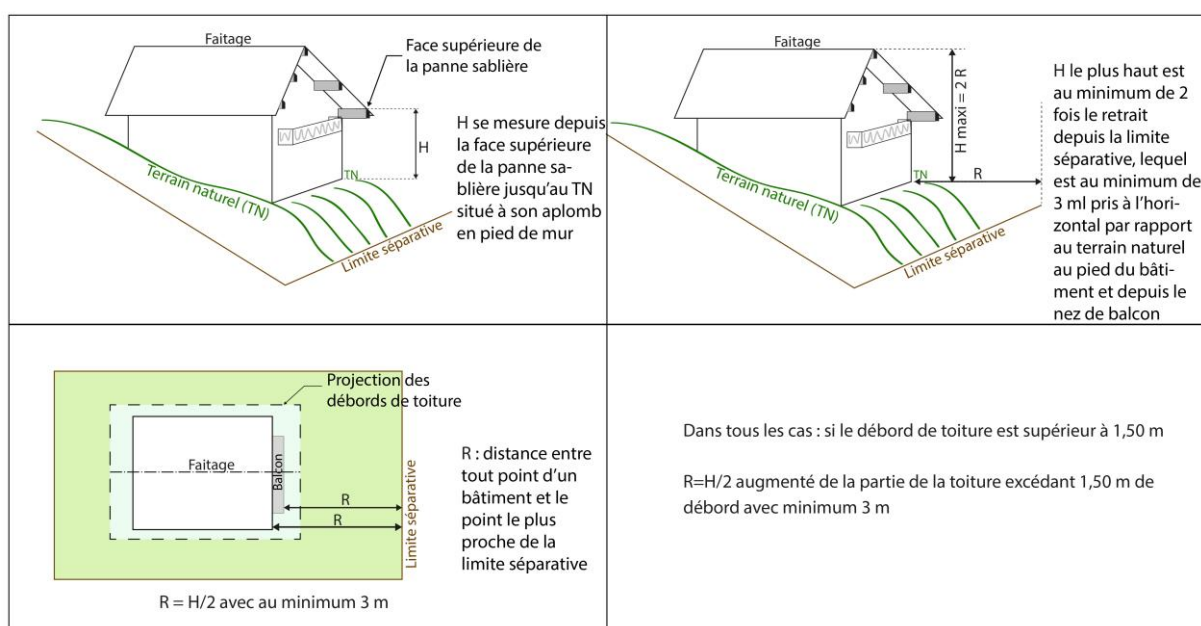 Faitage
Face supérieure de
la panne sablière
H
H se mesure depuis
la face supérieure
de la panne sa-
blière jusqu'au TN
situé à son aplomb
en pied de mur
TN
Terrain naturel (TN)
Limite séparative
Faitage
H maxi = 2 R
TN
R
Terrain naturel (TN)
Limite séparative
H le plus haut est
au minimum de 2
fois le retrait
depuis la limite
séparative, lequel
est au minimum de
3 ml pris à l'hori-
zontal par rapport
au terrain naturel
au pied du bâti-
ment et depuis le
nez de balcon
Projection des
débords de toiture
Faitage
Balcon
R
R
Limite séparative
R : distance entre
tout point d'un
bâtiment et le
point le plus
proche de la
limite séparative
R = H/2 avec au minimum 3 m
Dans tous les cas : si le débord de toiture est supérieur à 1,50 m
R=H/2 augmenté de la partie de la toiture excédant 1,50 m de
débord avec minimum 3 m